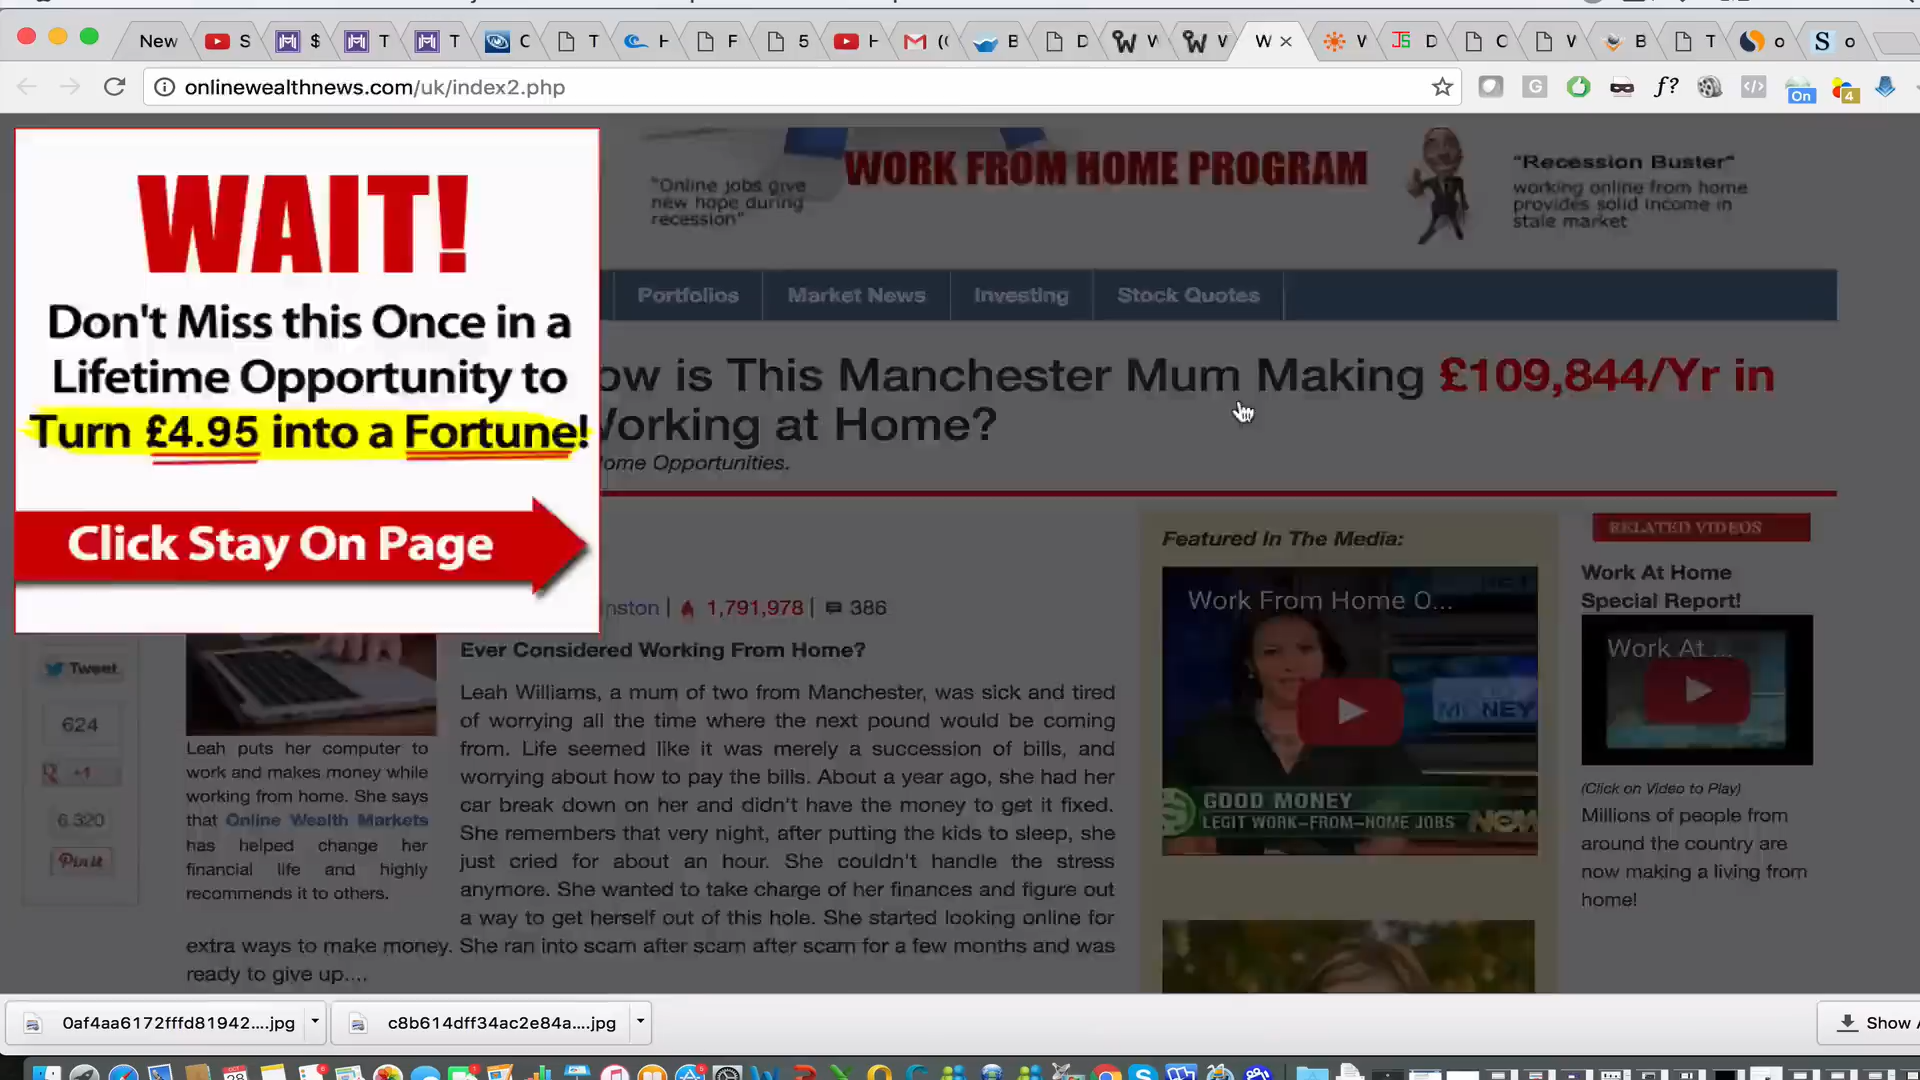 New
S
$
T
T
C
T
H
F
5
H
B
D
W
V
W
V
D
C
V
B
T
o
S o
onlinewealthnews.com/uk/index2.php
f?
On
4
WAIT!
Don't Miss this Once in a
Lifetime Opportunity to
Turn £4.95 into a Fortune!
Click Stay On Page
"Online jobs give
new hope during
recession"
WORK FROM HOME PROGRAM
"Recession Buster"
working online from home
provides solid income in
stale market
Portfolios
Market News
Investing
Stock Quotes
ow is This Manchester Mum Making £109,844/Yr in
Working at Home?
ome Opportunities.
nston | 1,791,978 | 386
Ever Considered Working From Home?
Leah Williams, a mum of two from Manchester, was sick and tired
of worrying all the time where the next pound would be coming
from. Life seemed like it was merely a succession of bills, and
worrying about how to pay the bills. About a year ago, she had her
car break down on her and didn't have the money to get it fixed.
She remembers that very night, after putting the kids to sleep, she
just cried for about an hour. She couldn't handle the stress
anymore. She wanted to take charge of her finances and figure out
a way to get herself out of this hole. She started looking online for
extra ways to make money. She ran into scam after scam after scam for a few months and was
ready to give up....
Tweet
624
+1
6.320
Pin it
Leah puts her computer to
work and makes money while
working from home. She says
that Online Wealth Markets
has helped change her
financial life and highly
recommends it to others.
Featured In The Media:
Work From Home O...
MONEY
GOOD MONEY
LEGIT WORK-FROM-HOME JOBS
RELATED VIDEOS
Work At Home
Special Report!
Work At ...
(Click on Video to Play)
Millions of people from
around the country are
now making a living from
home!
0af4aa6172fffd81942....jpg
c8b614dff34ac2e84a....jpg
Show